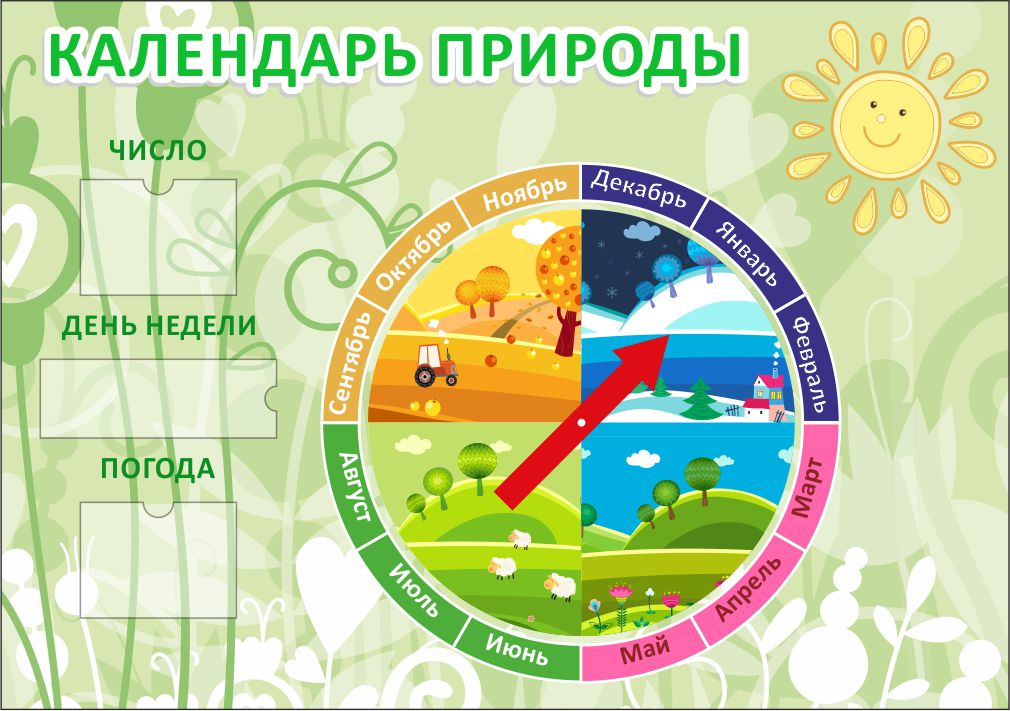 КАЛЕНДАРЬ ПРИРОДЫ
ЧИСЛО
ДЕНЬ НЕДЕЛИ
ПОГОДА
Декабрь
Январь
Февраль
Март
Апрель
Май
Июнь
Июль
Август
Сентябрь
Октябрь
Ноябрь